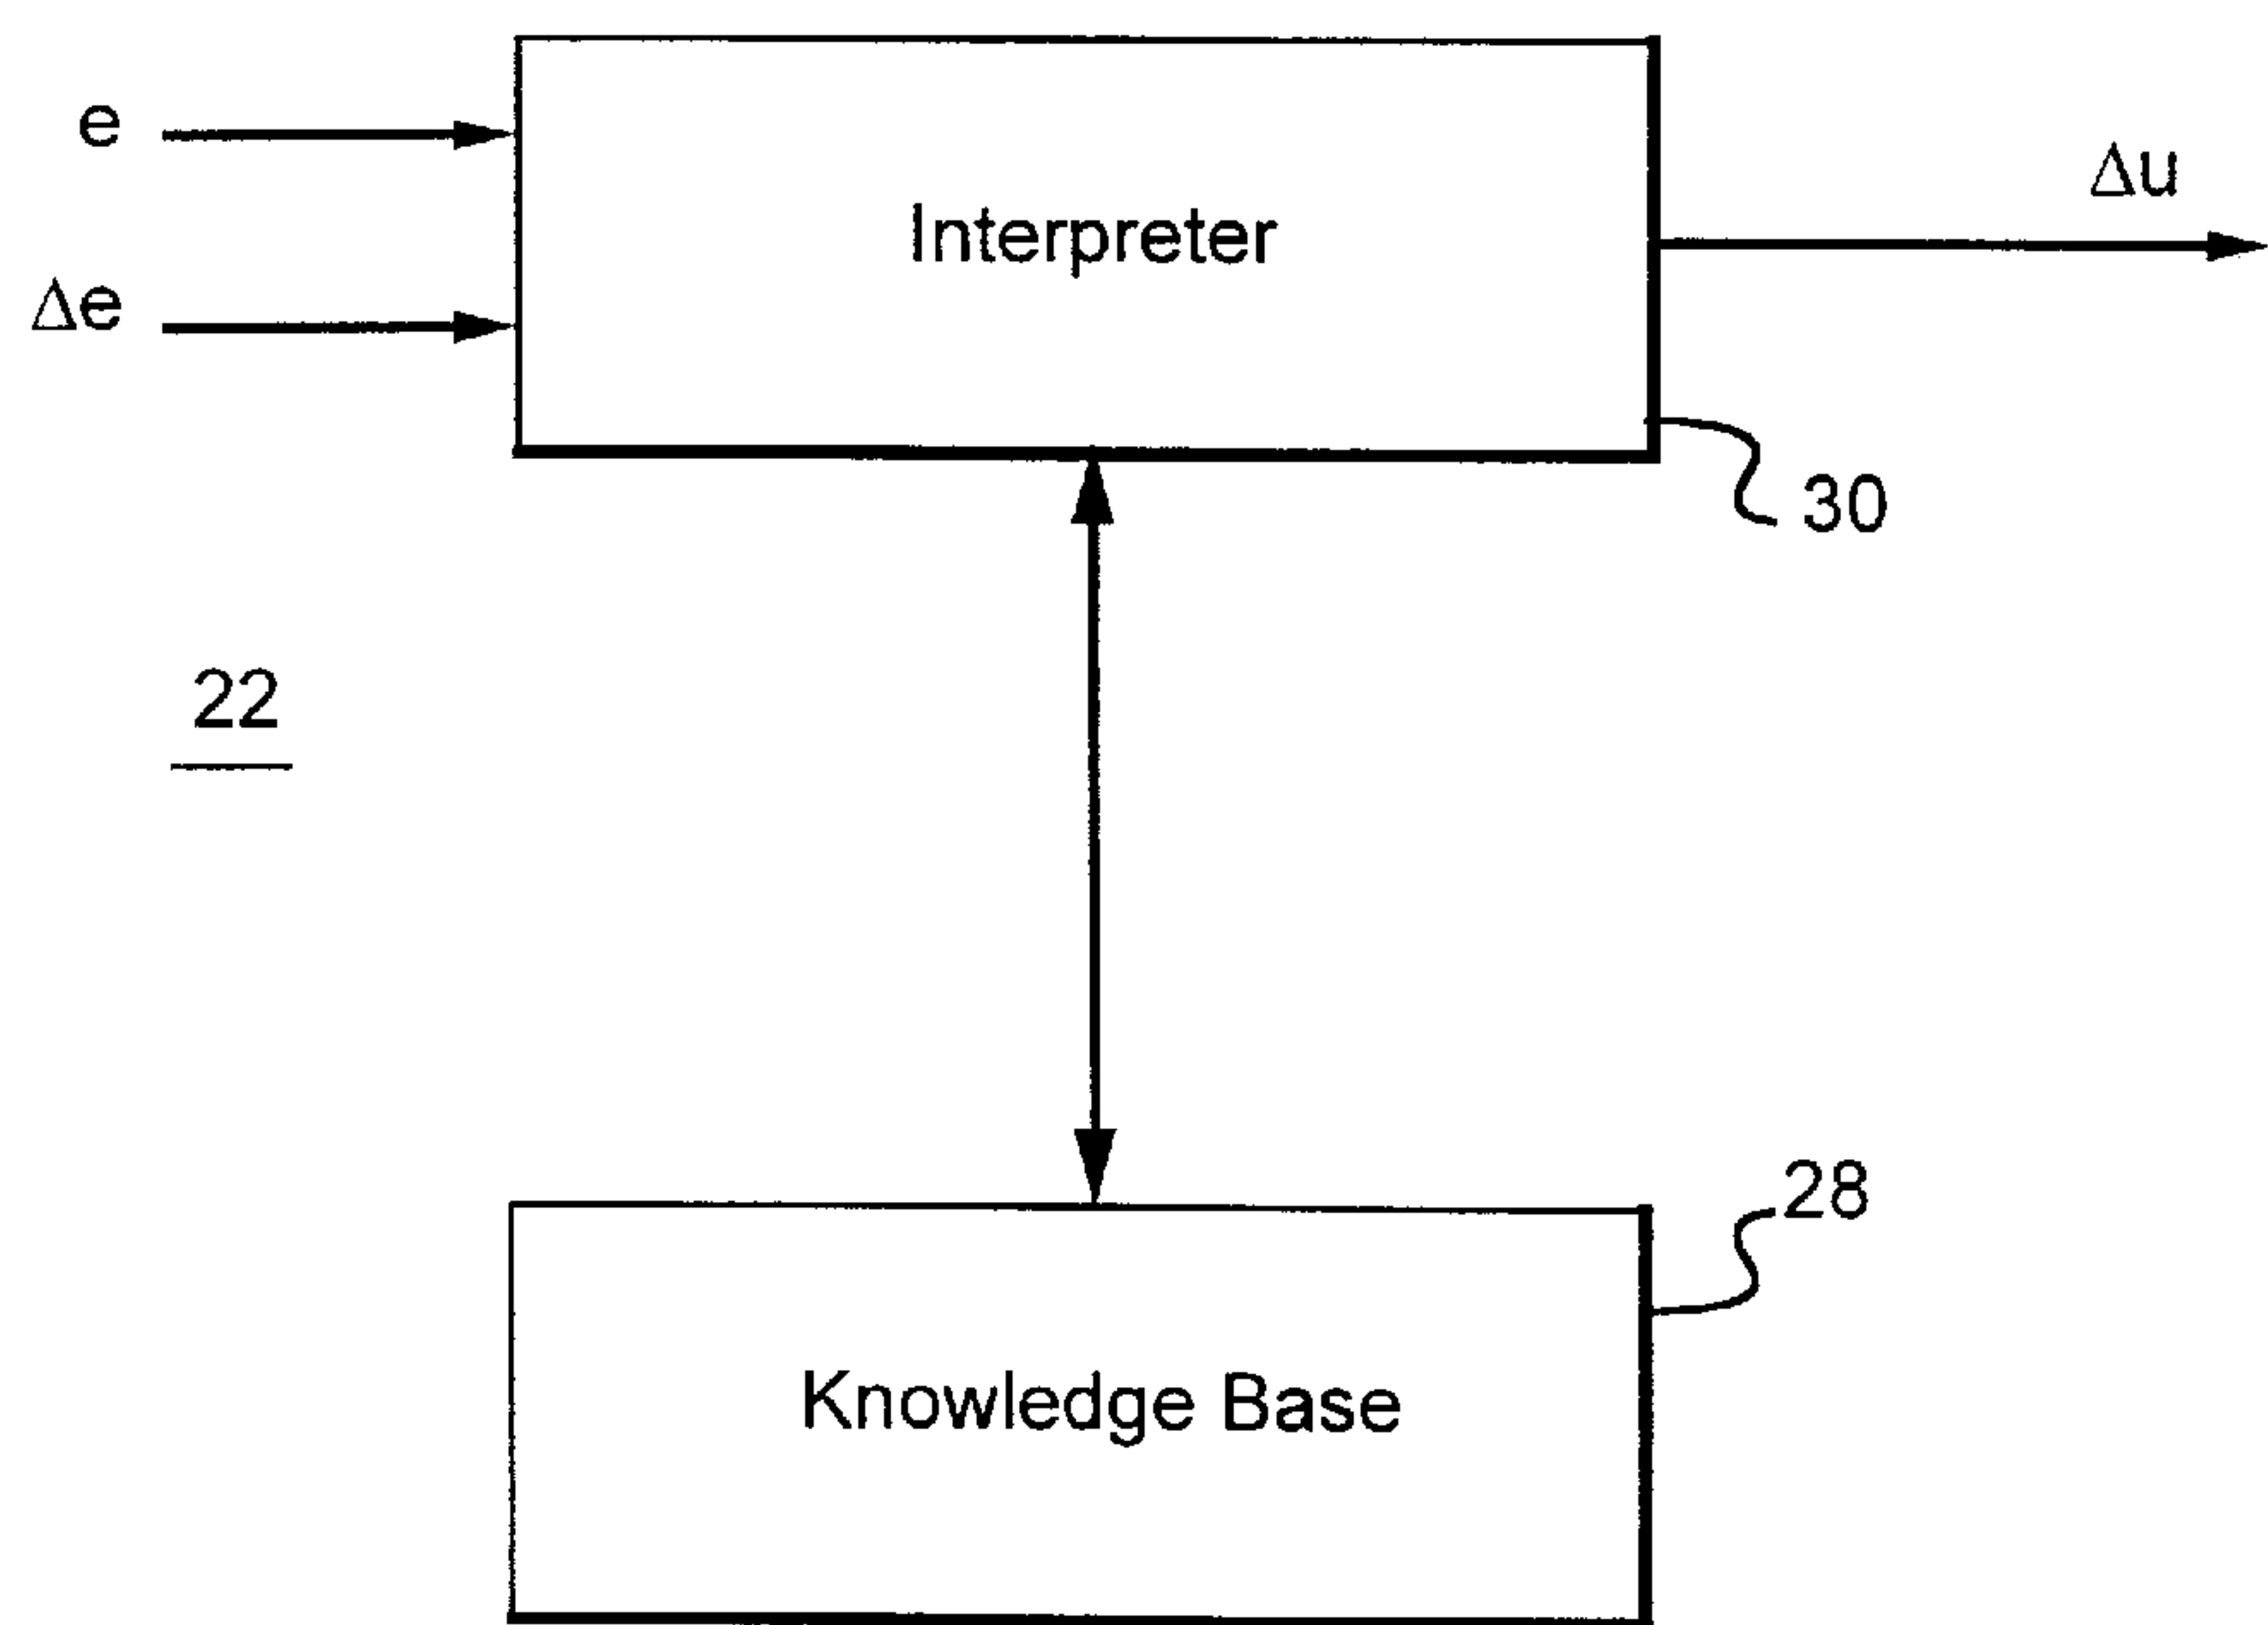 e
Δu
Interpreter
Δe
30
22
28
Knowledge Base